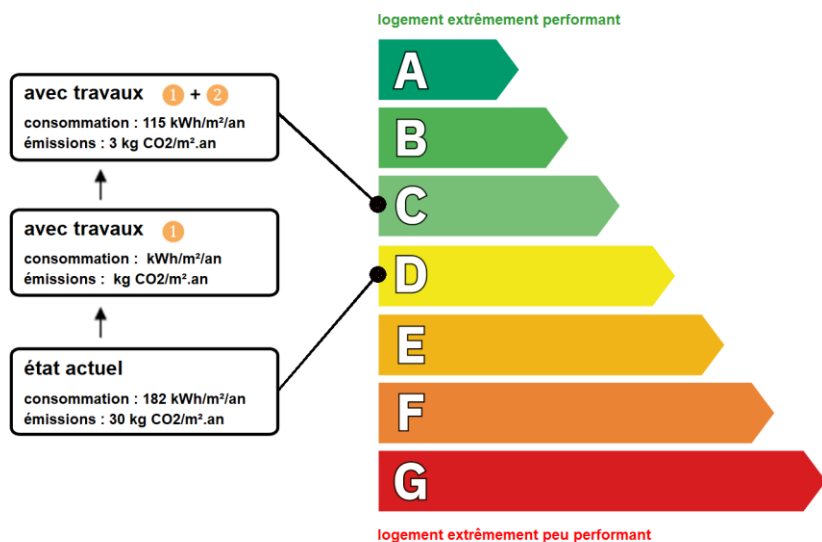 logement extrêmement performant
avec travaux 1 + 2
consommation : 115 kWh/m²/an
émissions : 3 kg CO2/m².an
avec travaux 1
consommation : kWh/m²/an
émissions : kg CO2/m².an
état actuel
consommation : 182 kWh/m²/an
émissions : 30 kg CO2/m².an
A
B
C
D
E
F
G
logement extrêmement peu performant